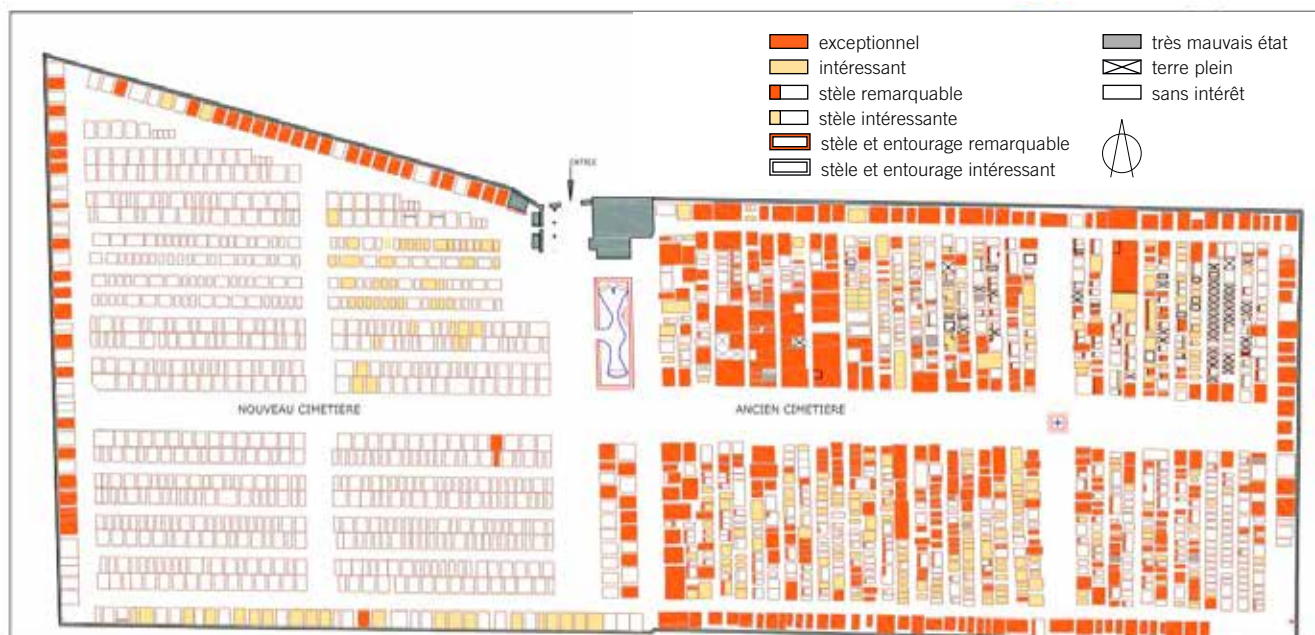 exceptionnel
intéressant
stèle remarquable
stèle intéressante
stèle et entourage remarquable
stèle et entourage intéressant
très mauvais état
terre plein
sans intérêt
ENTREE
NOUVEAU CIMETIERE
ANCIEN CIMETIERE